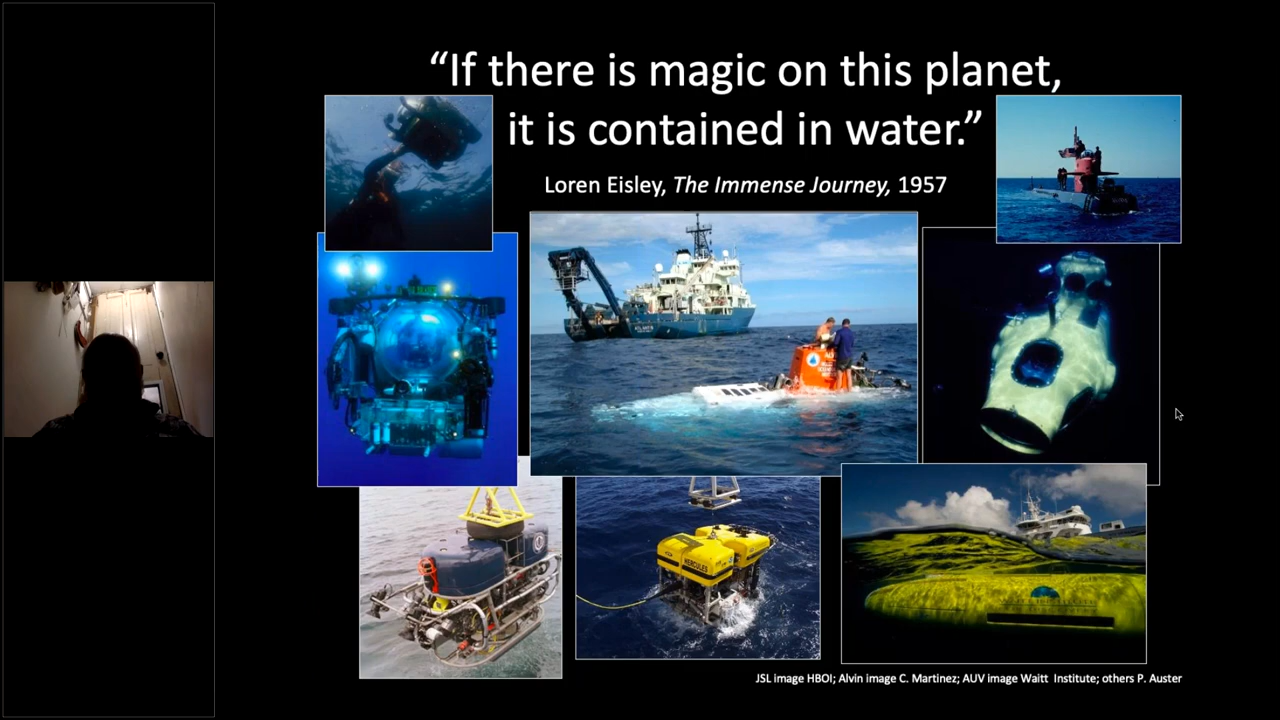 “If there is magic on this planet,
it is contained in water.”
Loren Eisley, The Immense Journey, 1957
HERCULES
JSL image HBOI; Alvin image C. Martinez; AUV image Waitt Institute; others P. Auster